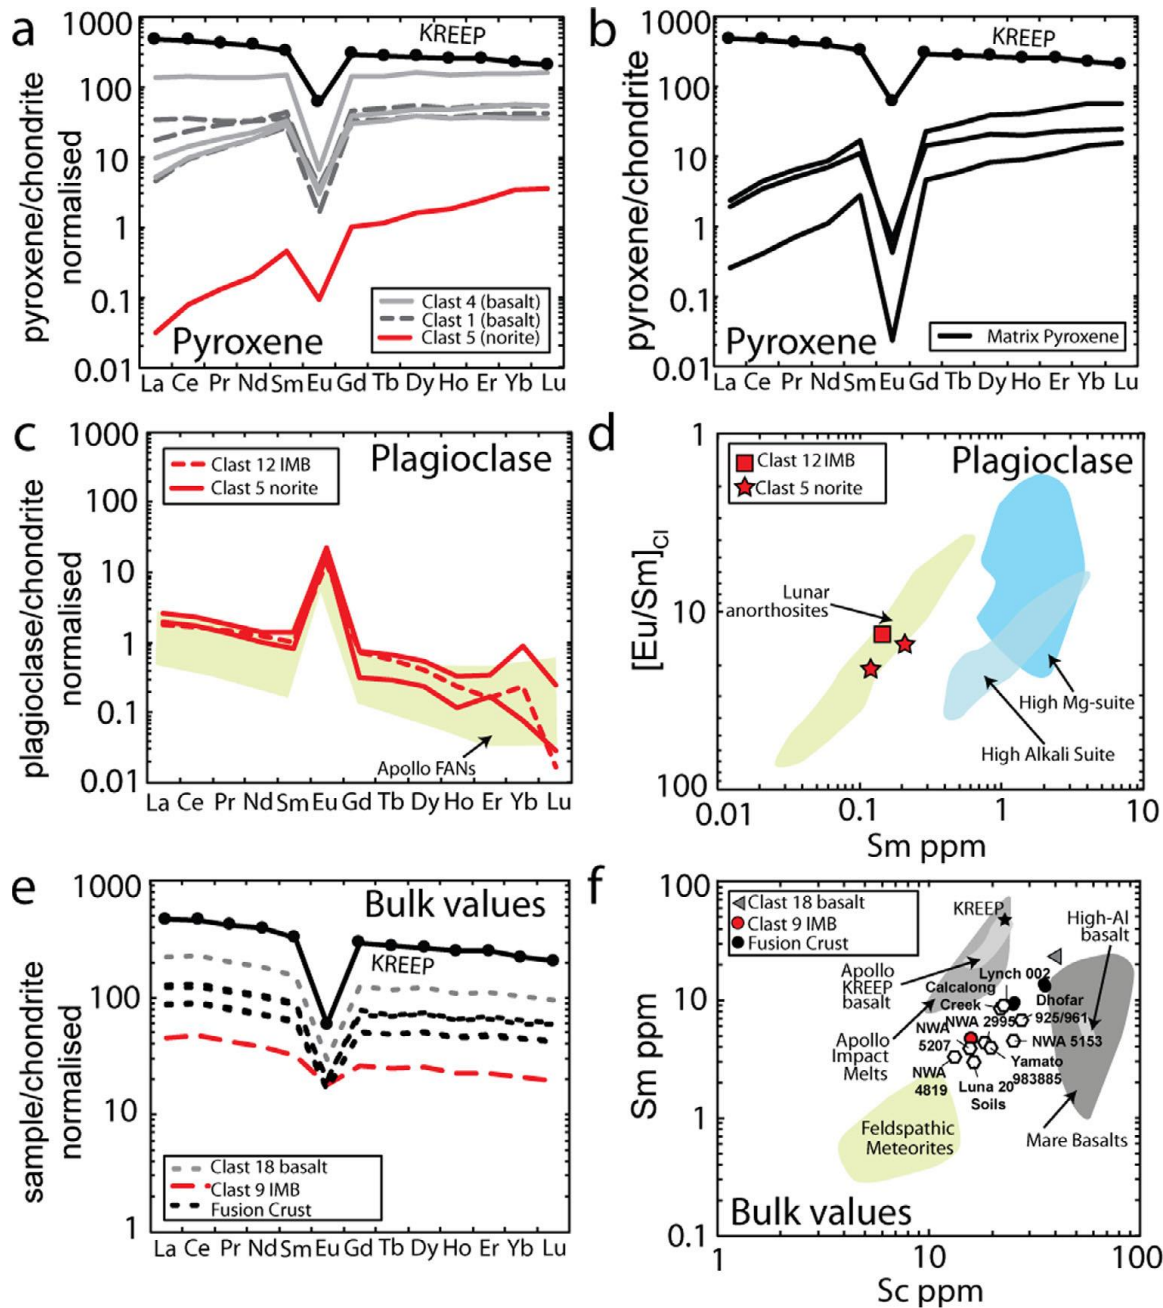 a
1000
100
10
1
0.1
0.01
pyroxene/chondrite
normalised
KREEP
Clast 4 (basalt)
Clast 1 (basalt)
Clast 5 (norite)
Pyroxene
La Ce Pr Nd Sm Eu Gd Tb Dy Ho Er Yb Lu
b
1000
100
10
1
0.1
0.01
pyroxene/chondrite
KREEP
Matrix Pyroxene
Pyroxene
La Ce Pr Nd Sm Eu Gd Tb Dy Ho Er Yb Lu
c
1000
100
10
1
0.1
0.01
plagioclase/chondrite
normalised
Plagioclase
Clast 12 IMB
Clast 5 norite
Apollo FANs
La Ce Pr Nd Sm Eu Gd Tb Dy Ho Er Yb Lu
d
1
10
100
[Eu/Sm]CI
Clast 12 IMB
Clast 5 norite
Plagioclase
Lunar
anorthosites
High Mg-suite
High Alkali Suite
0.01 0.1 1 10
Sm ppm
e
1000
100
10
1
sample/chondrite
normalised
Bulk values
KREEP
Clast 18 basalt
Clast 9 IMB
Fusion Crust
La Ce Pr Nd Sm Eu Gd Tb Dy Ho Er Yb Lu
f
100
10
1
0.1
Sm ppm
Clast 18 basalt
Clast 9 IMB
Fusion Crust
KREEP
High-Al
basalt
Apollo
KREEP
basalt
Lynch 002
Calcalong
Creek
Dhofar
925/961
NWA 2995
NWA
5207
NWA 5153
Apollo
Impact
Melts
Yamato
983885
NWA
4819
Luna 20
Soils
Mare Basalts
Feldspathic
Meteorites
Bulk values
1 10 100
Sc ppm